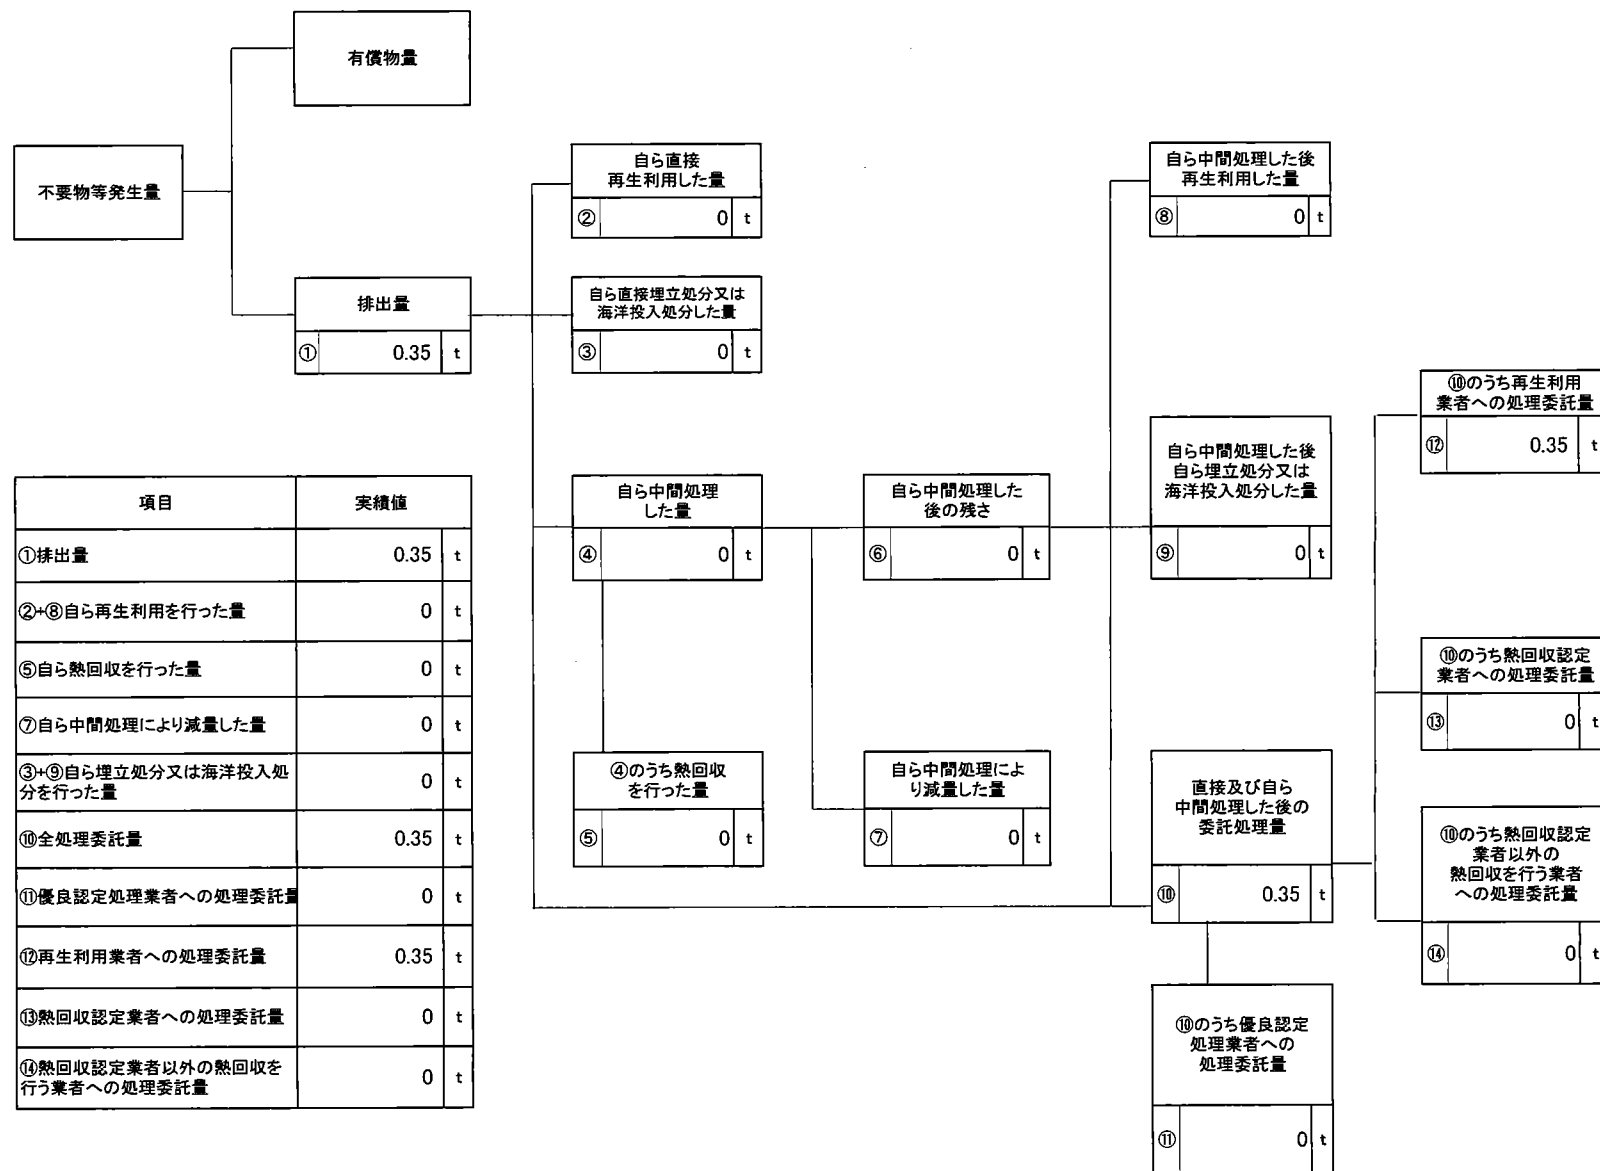 有償物量
不要物等発生量
排出量
① 0.35 t
自ら直接
再生利用した量
② 0 t
自ら直接埋立処分又は
海洋投入処分した量
③ 0 t
自ら中間処理
した量
④ 0 t
④のうち熱回収
を行った量
⑤ 0 t
自ら中間処理した
後の残さ
⑥ 0 t
自ら中間処理によ
り減量した量
⑦ 0 t
自ら中間処理した後
再生利用した量
⑧ 0 t
自ら中間処理した後
自ら埋立処分又は
海洋投入処分した量
⑨ 0 t
直接及び自ら
中間処理した後の
委託処理量
⑩ 0.35 t
⑩のうち優良認定
処理業者への
処理委託量
⑪ 0 t
⑩のうち再生利用
業者への処理委託量
⑫ 0.35 t
⑩のうち熱回収認定
業者への処理委託量
⑬ 0 t
⑩のうち熱回収認定
業者以外の
熱回収を行う業者
への処理委託量
⑭ 0 t
項目 実績値
①排出量 0.35 t
②+⑧自ら再生利用を行った量 0 t
⑤自ら熱回収を行った量 0 t
⑦自ら中間処理により減量した量 0 t
③+⑨自ら埋立処分又は海洋投入処
分を行った量 0 t
⑩全処理委託量 0.35 t
⑪優良認定処理業者への処理委託量 0 t
⑫再生利用業者への処理委託量 0.35 t
⑬熱回収認定業者への処理委託量 0 t
⑭熱回収認定業者以外の熱回収を
行う業者への処理委託量 0 t